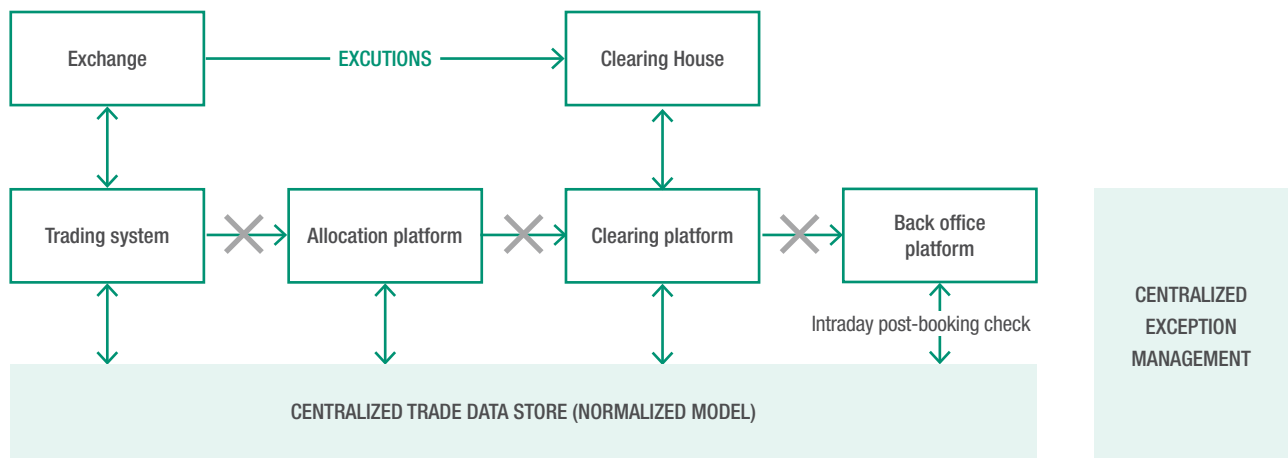 Exchange
EXCUTIONS
Clearing House
Trading system
Allocation platform
Clearing platform
Back office
platform
Intraday post-booking check
CENTRALIZED TRADE DATA STORE (NORMALIZED MODEL)
CENTRALIZED
EXCEPTION
MANAGEMENT